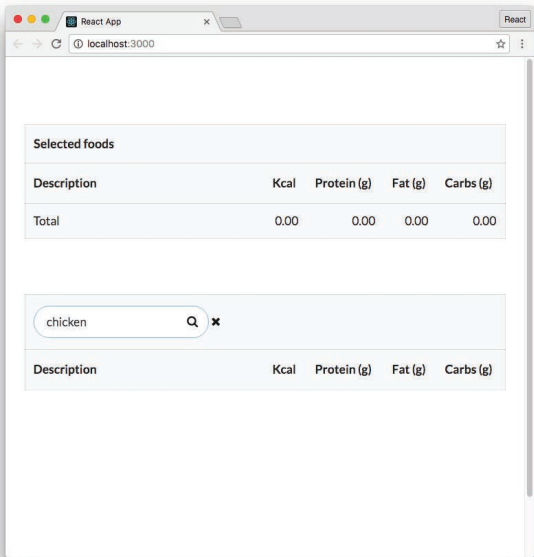 React App
React
localhost:3000
Selected foods
Description Kcal Protein (g) Fat (g) Carbs (g)
Total 0.00 0.00 0.00 0.00
chicken
Description Kcal Protein (g) Fat (g) Carbs (g)